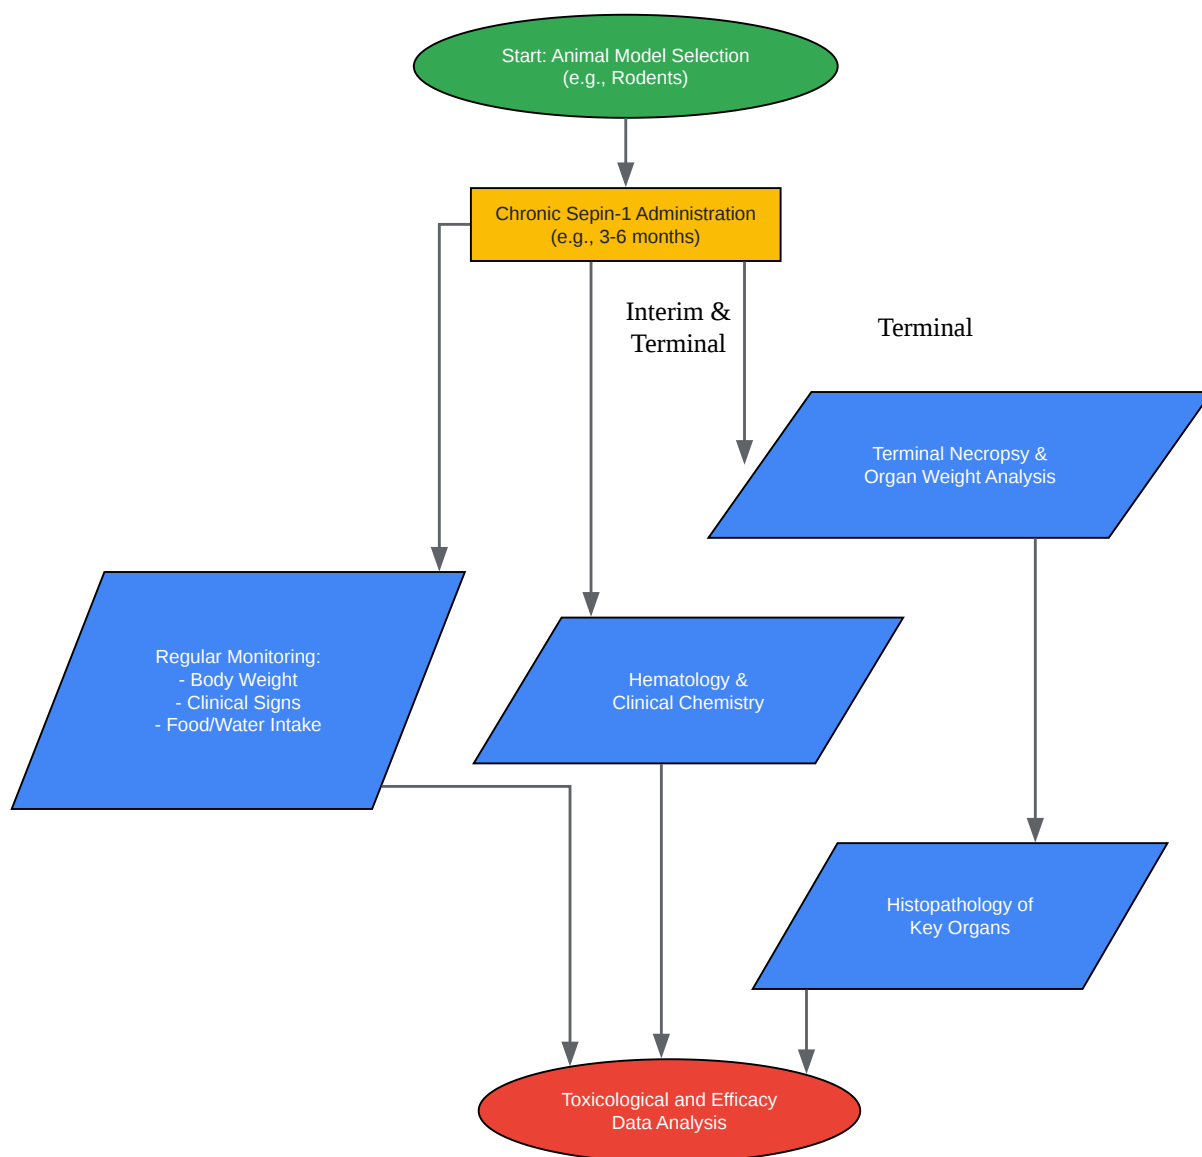 Start: Animal Model Selection
(e.g., Rodents)
Chronic Sepin-1 Administration
(e.g., 3-6 months)
Interim &
Terminal
Terminal
Terminal Necropsy &
Organ Weight Analysis
Regular Monitoring:
- Body Weight
- Clinical Signs
- Food/Water Intake
Hematology &
Clinical Chemistry
Histopathology of
Key Organs
Toxicological and Efficacy
Data Analysis